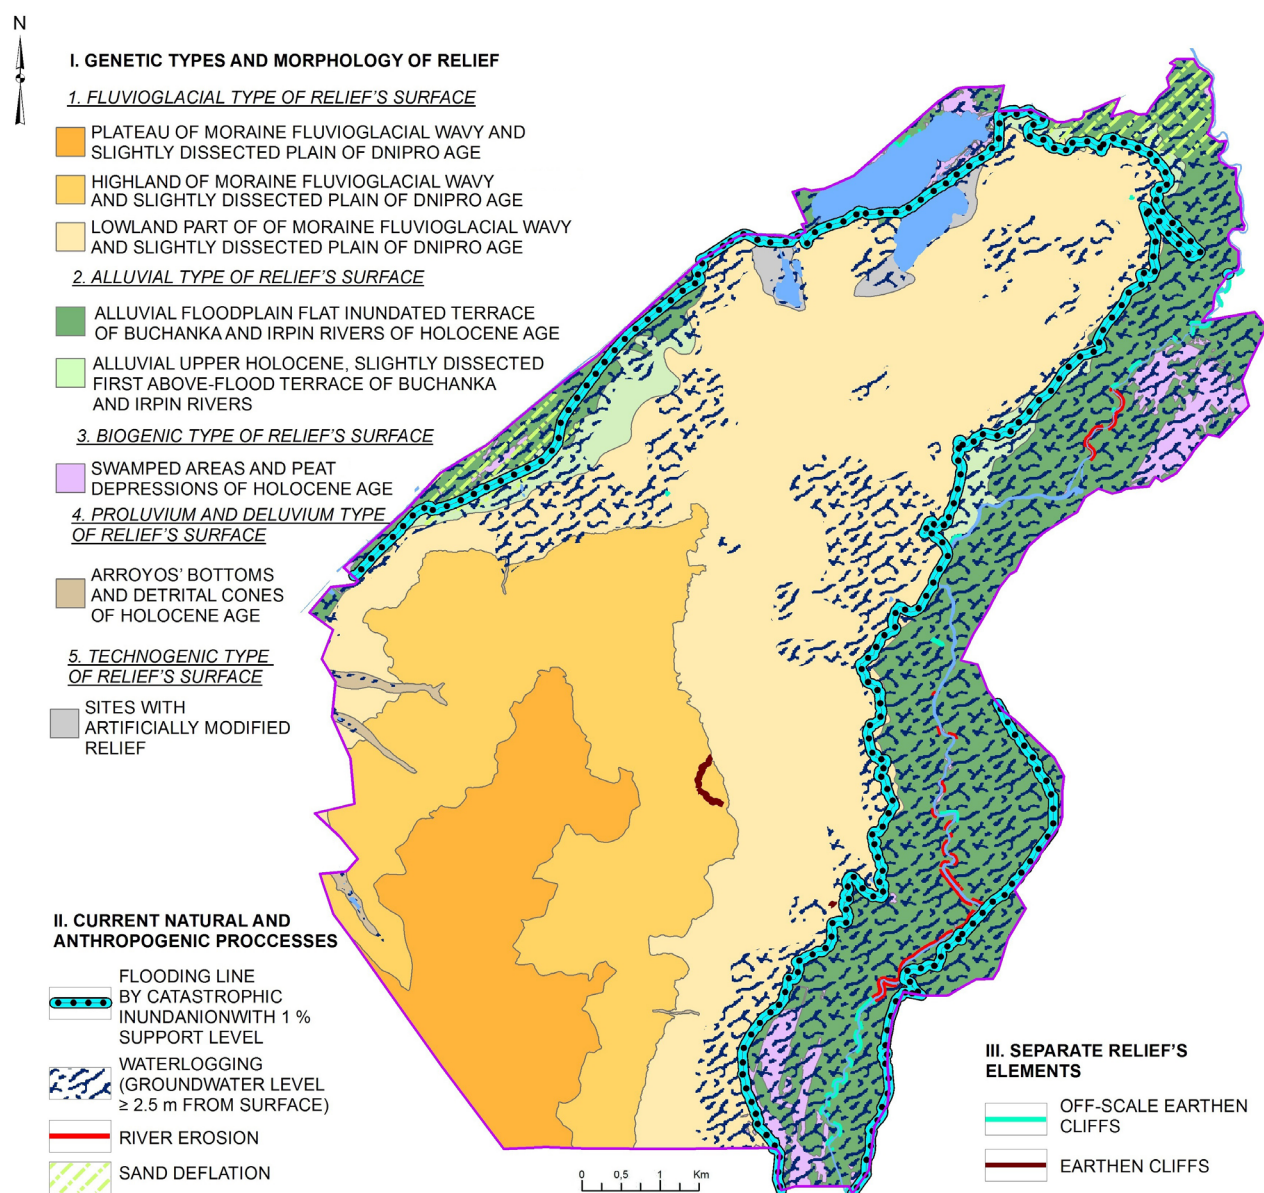 N
I. GENETIC TYPES AND MORPHOLOGY OF RELIEF
1. FLUVIOGLACIAL TYPE OF RELIEF'S SURFACE
PLATEAU OF MORAINE FLUVIOGLACIAL WAVY AND
SLIGHTLY DISSECTED PLAIN OF DNIPRO AGE
HIGHLAND OF MORAINE FLUVIOGLACIAL WAVY
AND SLIGHTLY DISSECTED PLAIN OF DNIPRO AGE
LOWLAND PART OF OF MORAINE FLUVIOGLACIAL WAVY
AND SLIGHTLY DISSECTED PLAIN OF DNIPRO AGE
2. ALLUVIAL TYPE OF RELIEF'S SURFACE
ALLUVIAL FLOODPLAIN FLAT INUNDATED TERRACE
OF BUCHANKA AND IRPIN RIVERS OF HOLOCENE AGE
ALLUVIAL UPPER HOLOCENE, SLIGHTLY DISSECTED
FIRST ABOVE-FLOOD TERRACE OF BUCHANKA
AND IRPIN RIVERS
3. BIOGENIC TYPE OF RELIEF'S SURFACE
SWAMPED AREAS AND PEAT
DEPRESSIONS OF HOLOCENE AGE
4. PROLUVIUM AND DELUVIUM TYPE
OF RELIEF'S SURFACE
ARROYOS' BOTTOMS
AND DETRITAL CONES
OF HOLOCENE AGE
5. TECHNOGENIC TYPE
OF RELIEF'S SURFACE
SITES WITH
ARTIFICIALLY MODIFIED
RELIEF
II. CURRENT NATURAL AND
ANTHROPOGENIC PROCCESSES
FLOODING LINE
BY CATASTROPHIC
INUNDANIONWITH 1 %
SUPPORT LEVEL
WATERLOGGING
(GROUNDWATER LEVEL
≥ 2.5 m FROM SURFACE)
RIVER EROSION
SAND DEFLATION
0 0,5 1 Km
III. SEPARATE RELIEF'S
ELEMENTS
OFF-SCALE EARTHEN
CLIFFS
EARTHEN CLIFFS